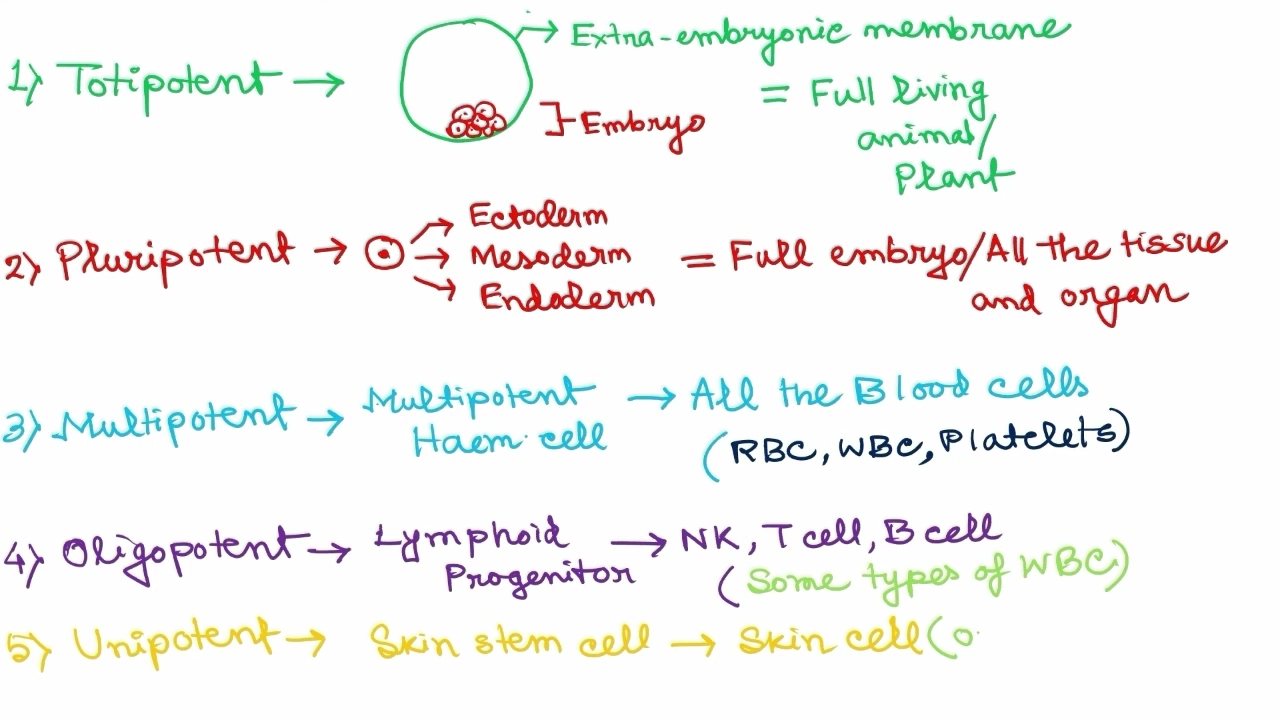 1) Totipotent → Extra-embryonic membrane
]- Embryo
= Full living
animal/
Plant
2) Pluripotent → → Ectoderm
→ Mesoderm
→ Endoderm
= Full embryo/All the tissue
and organ
3) Multipotent → Multipotent
Haem. cell
→ All the Blood cells
(RBC, WBC, Platelets)
4) Oligopotent → Lymphoid
Progenitor
→ NK, T cell, B cell
(Some types of WBC)
5) Unipotent → Skin stem cell → Skin cell (o